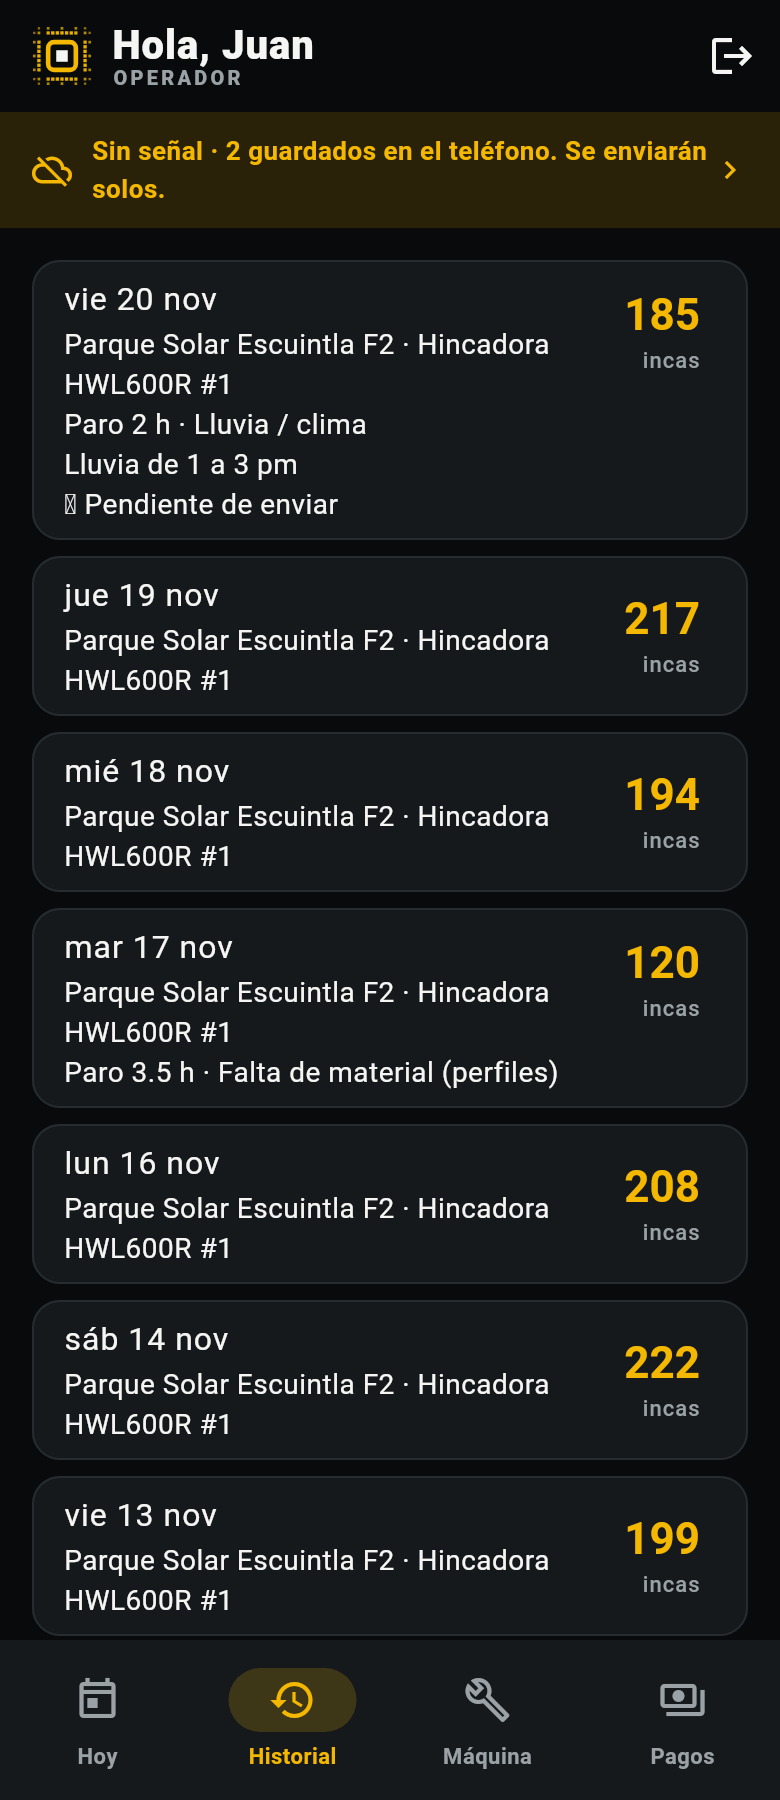 Hola, Juan
OPERADOR
Sin señal · 2 guardados en el teléfono. Se enviarán
solos.
vie 20 nov
185
incas
Parque Solar Escuintla F2 · Hincadora
HWL600R #1
Paro 2 h · Lluvia / clima
Lluvia de 1 a 3 pm
Pendiente de enviar
jue 19 nov
217
incas
Parque Solar Escuintla F2 · Hincadora
HWL600R #1
mié 18 nov
194
incas
Parque Solar Escuintla F2 · Hincadora
HWL600R #1
mar 17 nov
120
incas
Parque Solar Escuintla F2 · Hincadora
HWL600R #1
Paro 3.5 h · Falta de material (perfiles)
lun 16 nov
208
incas
Parque Solar Escuintla F2 · Hincadora
HWL600R #1
sáb 14 nov
222
incas
Parque Solar Escuintla F2 · Hincadora
HWL600R #1
vie 13 nov
199
incas
Parque Solar Escuintla F2 · Hincadora
HWL600R #1
Hoy
Historial
Máquina
Pagos